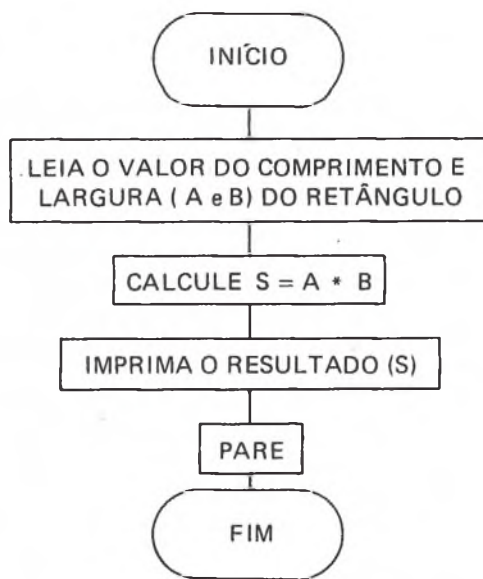 INÍCIO
LEIA O VALOR DO COMPRIMENTO E
LARGURA ( A e B) DO RETÂNGULO
CALCULE S = A * B
IMPRIMA O RESULTADO (S)
PARE
FIM